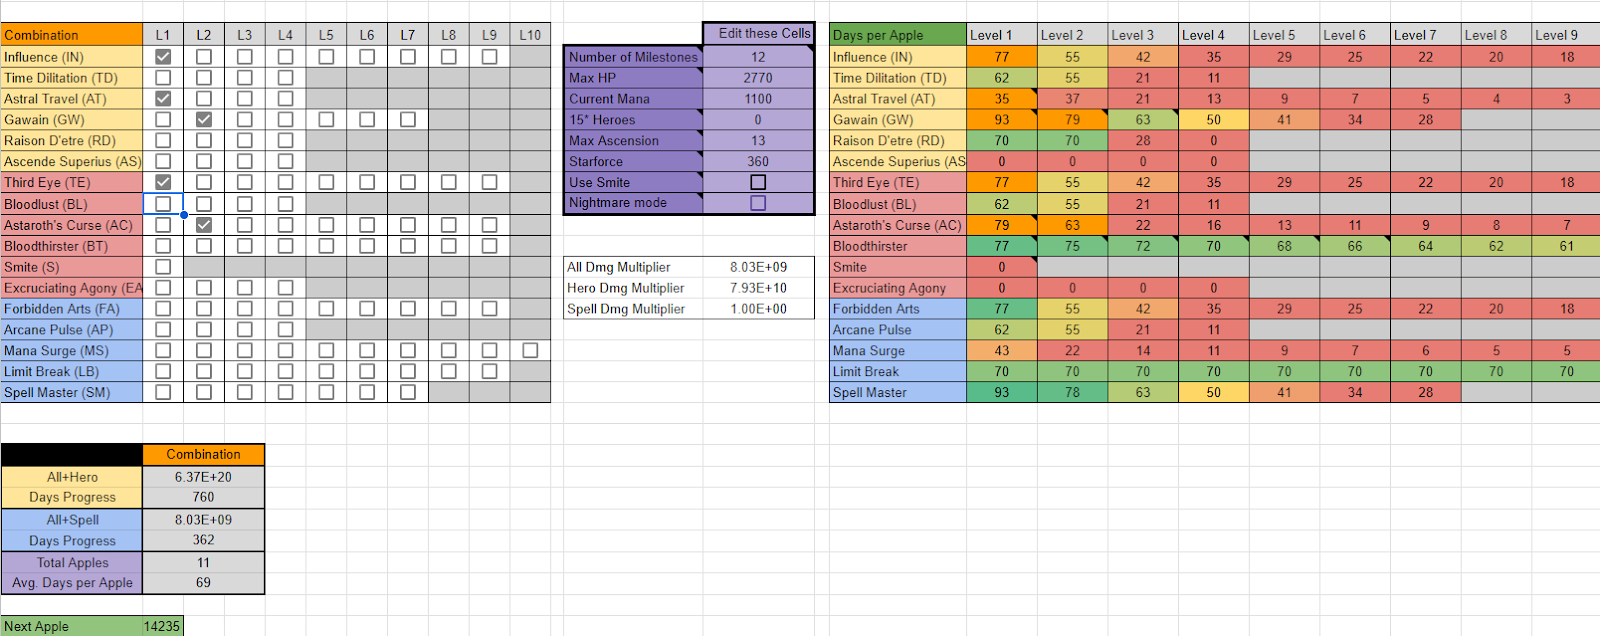 Combination L1 L2 L3 L4 L5 L6 L7 L8 L9 L10
Influence (IN)
Time Dilitation (TD)
Astral Travel (AT)
Gawain (GW)
Raison D'etre (RD)
Ascende Superius (AS)
Third Eye (TE)
Bloodlust (BL)
Astaroth's Curse (AC)
Bloodthirster (BT)
Smite (S)
Excruciating Agony (EA
Forbidden Arts (FA)
Arcane Pulse (AP)
Mana Surge (MS)
Limit Break (LB)
Spell Master (SM)
Edit these Cells
Number of Milestones 12
Max HP 2770
Current Mana 1100
15* Heroes 0
Max Ascension 13
Starforce 360
Use Smite
Nightmare mode
All Dmg Multiplier 8.03E+09
Hero Dmg Multiplier 7.93E+10
Spell Dmg Multiplier 1.00E+00
Days per Apple Level 1 Level 2 Level 3 Level 4 Level 5 Level 6 Level 7 Level 8 Level 9
Influence (IN) 77 55 42 35 29 25 22 20 18
Time Dilitation (TD) 62 55 21 11
Astral Travel (AT) 35 37 21 13 9 7 5 4 3
Gawain (GW) 93 79 63 50 41 34 28
Raison D'etre (RD) 70 70 28 0
Ascende Superius (AS 0 0 0 0
Third Eye (TE) 77 55 42 35 29 25 22 20 18
Bloodlust (BL) 62 55 21 11
Astaroth's Curse (AC) 79 63 22 16 13 11 9 8 7
Bloodthirster 77 75 72 70 68 66 64 62 61
Smite 0
Excruciating Agony 0 0 0 0
Forbidden Arts 77 55 42 35 29 25 22 20 18
Arcane Pulse 62 55 21 11
Mana Surge 43 22 14 11 9 7 6 5 5
Limit Break 70 70 70 70 70 70 70 70 70
Spell Master 93 78 63 50 41 34 28
Combination
All+Hero 6.37E+20
Days Progress 760
All+Spell 8.03E+09
Days Progress 362
Total Apples 11
Avg. Days per Apple 69
Next Apple 14235